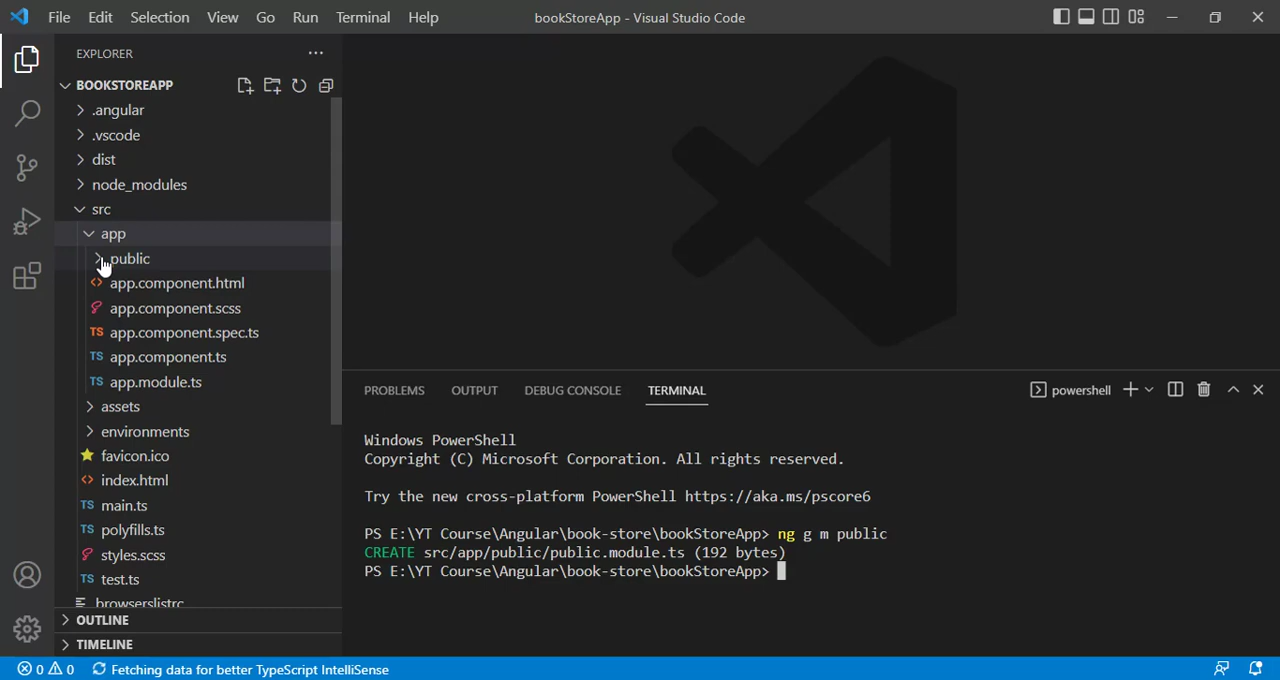 File Edit Selection View Go Run Terminal Help bookStoreApp - Visual Studio Code
EXPLORER
BOOKSTOREAPP
.angular
.vscode
dist
node_modules
src
app
public
app.component.html
app.component.scss
app.component.spec.ts
app.component.ts
app.module.ts
assets
environments
favicon.ico
index.html
main.ts
polyfills.ts
styles.scss
test.ts
.browserslistrc
OUTLINE
TIMELINE
PROBLEMS OUTPUT DEBUG CONSOLE TERMINAL powershell
Windows PowerShell
Copyright (C) Microsoft Corporation. All rights reserved.
Try the new cross-platform PowerShell https://aka.ms/pscore6
PS E:\YT Course\Angular\book-store\bookStoreApp> ng g m public
CREATE src/app/public/public.module.ts (192 bytes)
PS E:\YT Course\Angular\book-store\bookStoreApp>
0 0 Fetching data for better TypeScript IntelliSense